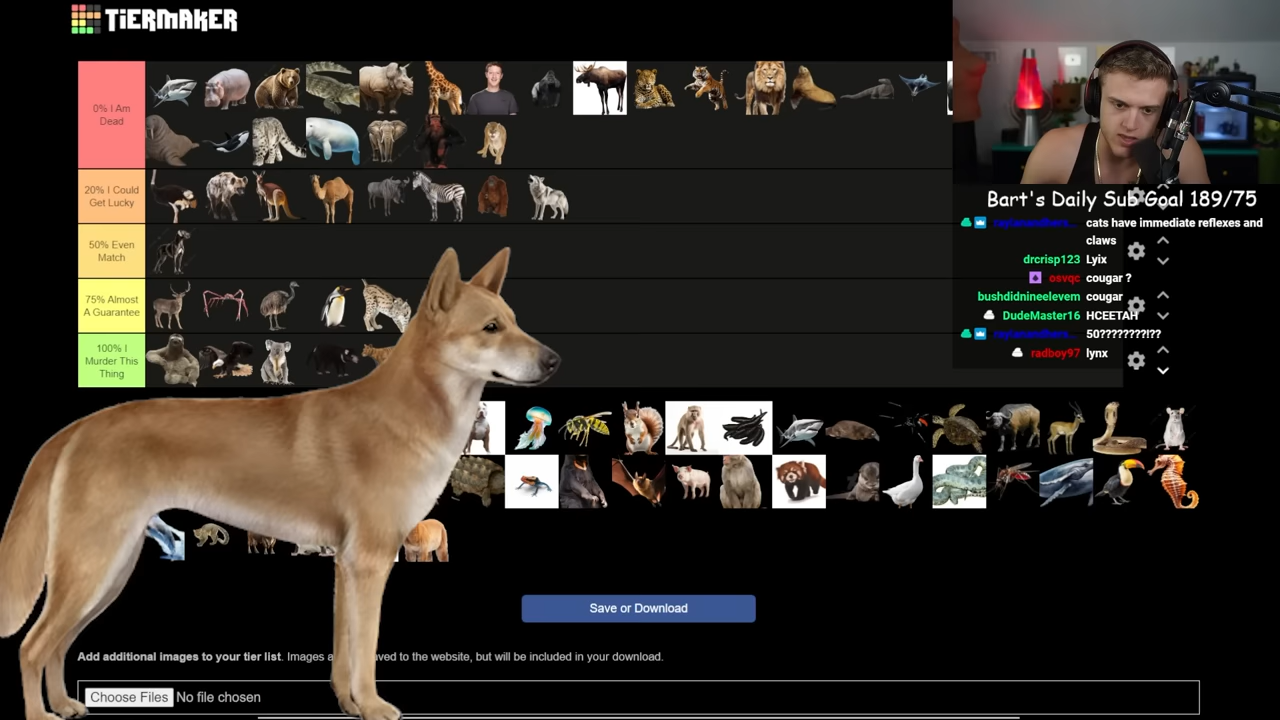 TiERMAKER
0% I Am
Dead
20% I Could
Get Lucky
50% Even
Match
75% Almost
A Guarantee
100% I
Murder This
Thing
Bart's Daily Sub Goal 189/75
cats have immediate reflexes and
claws
drcrisp123 Lyix
osvqc cougar ?
bushdidnineelevem cougar
DudeMaster16 HCEETAH
50????????!??
radboy97 lynx
Save or Download
Add additional images to your tier list. Images a ved to the website, but will be included in your download.
Choose Files No file chosen